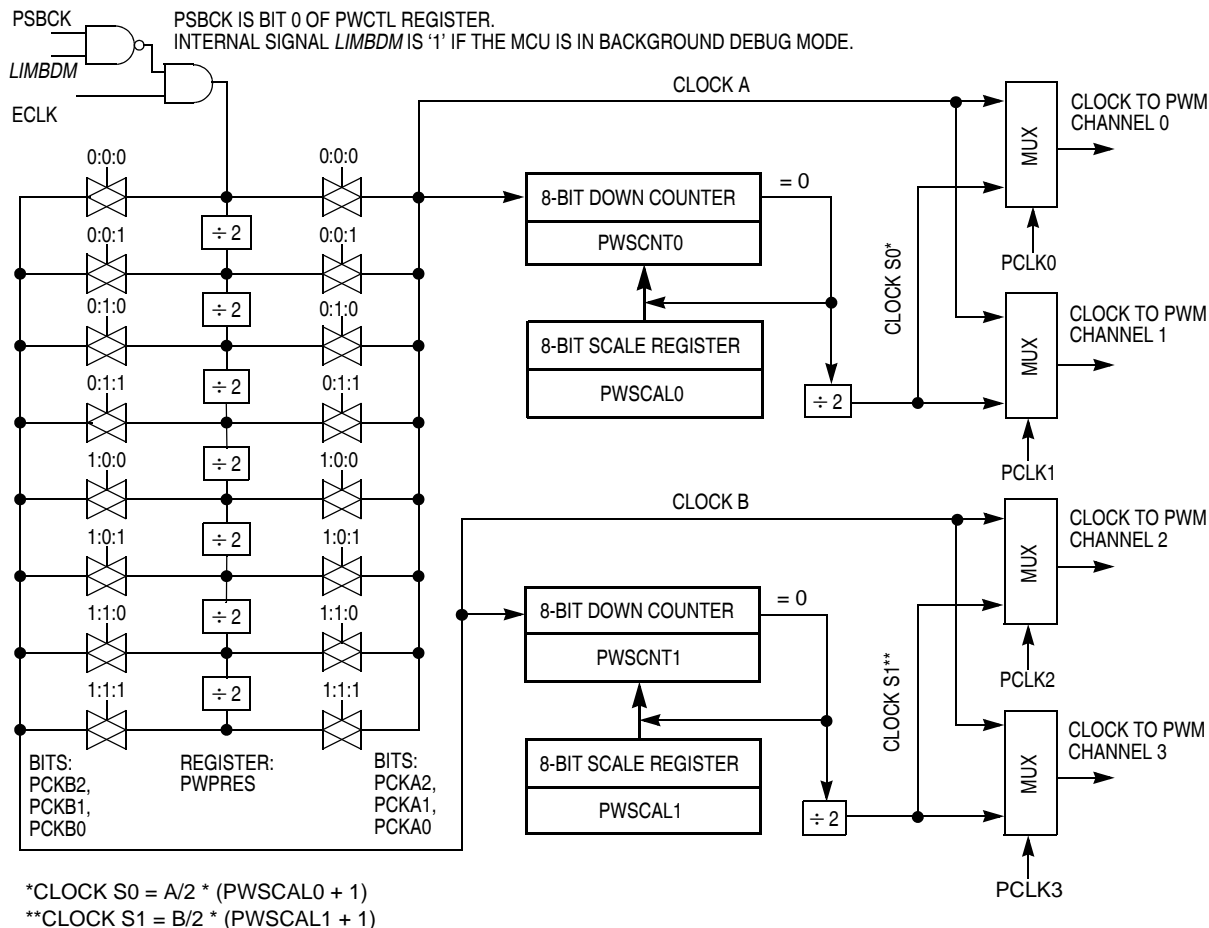 PSBCK
PSBCK IS BIT 0 OF PWCTL REGISTER.
INTERNAL SIGNAL LIMBDM IS ‘1’ IF THE MCU IS IN BACKGROUND DEBUG MODE.
LIMBDM
ECLK
0:0:0
0:0:0
÷ 2
0:0:1
0:0:1
÷ 2
0:1:0
0:1:0
÷ 2
0:1:1
0:1:1
÷ 2
1:0:0
1:0:0
÷ 2
1:0:1
1:0:1
÷ 2
1:1:0
1:1:0
÷ 2
1:1:1
1:1:1
BITS:
PCKB2,
PCKB1,
PCKB0
REGISTER:
PWPRES
BITS:
PCKA2,
PCKA1,
PCKA0
CLOCK A
8-BIT DOWN COUNTER
= 0
PWSCNT0
8-BIT SCALE REGISTER
PWSCAL0
÷ 2
CLOCK S0*
MUX
CLOCK TO PWM
CHANNEL 0
PCLK0
MUX
CLOCK TO PWM
CHANNEL 1
PCLK1
CLOCK B
8-BIT DOWN COUNTER
= 0
PWSCNT1
8-BIT SCALE REGISTER
PWSCAL1
÷ 2
CLOCK S1**
MUX
CLOCK TO PWM
CHANNEL 2
PCLK2
MUX
CLOCK TO PWM
CHANNEL 3
PCLK3
*CLOCK S0 = A/2 * (PWSCAL0 + 1)
**CLOCK S1 = B/2 * (PWSCAL1 + 1)